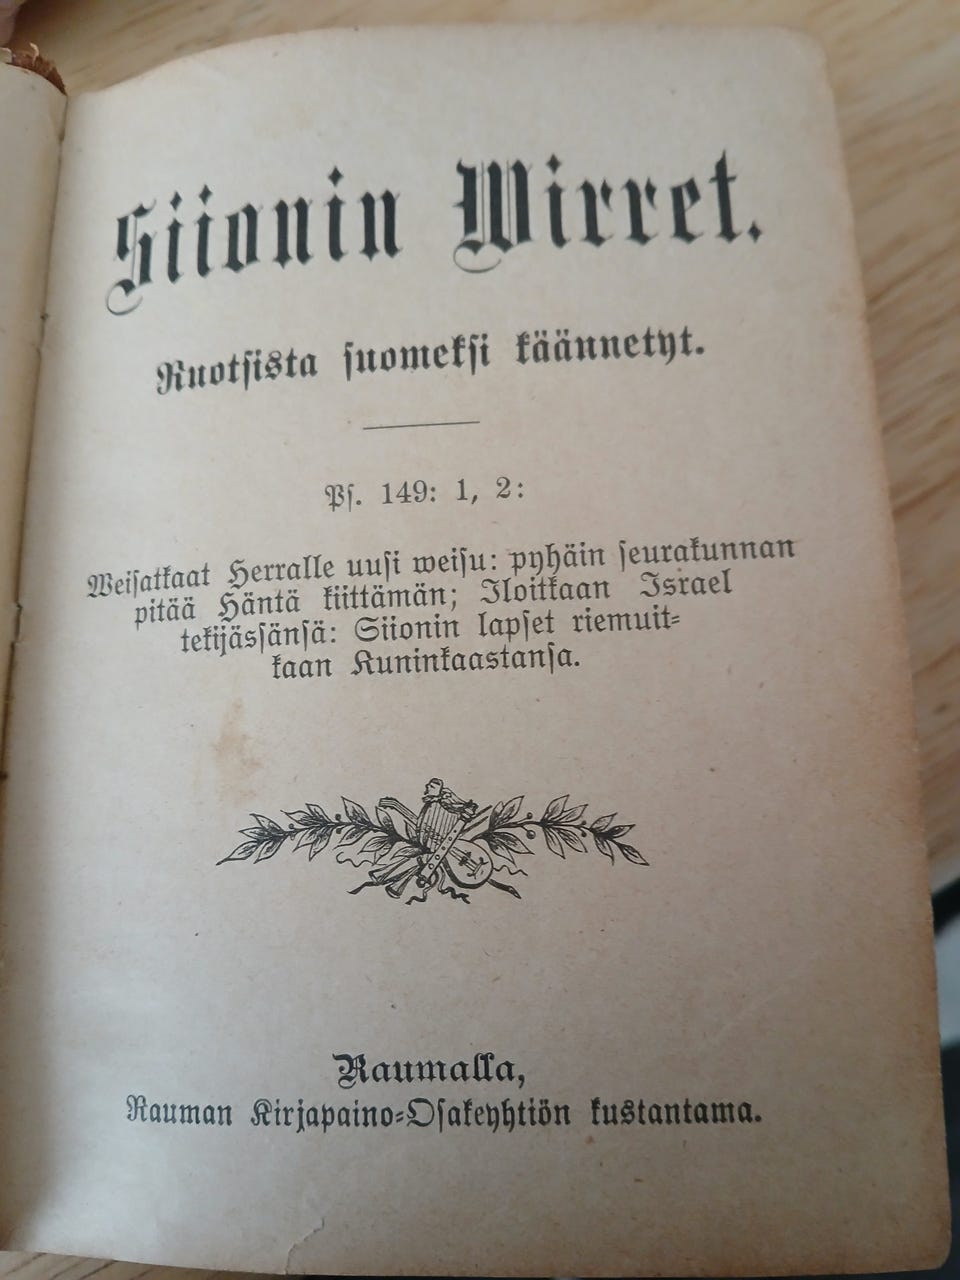 Siionin Wirret.
Ruotsista suomeksi käännetyt.
Ps. 149: 1, 2:
Weisatkaat Herralle uusi weisu: pyhäin seurakunnan
pitää Häntä kiittämän; Iloitkaan Israel
tekijässänsä: Siionin lapset riemuit-
kaan Kuninkaastansa.
Raumalla,
Rauman Kirjapaino-Osakeyhtiön kustantama.